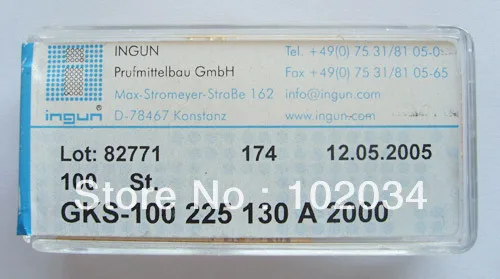 INGUN
Prufmittelbau GmbH
Max-Stromeyer-Straße 162
D-78467 Konstanz
Tel. +49(0) 75 31/81 05-0
Fax +49(0) 75 31/81 05-65
info@ingun.com
www.ingun.com
ingun
Lot: 82771 174 12.05.2005
100 St.
GKS-100 225 130 A 2000
Store No: 102034